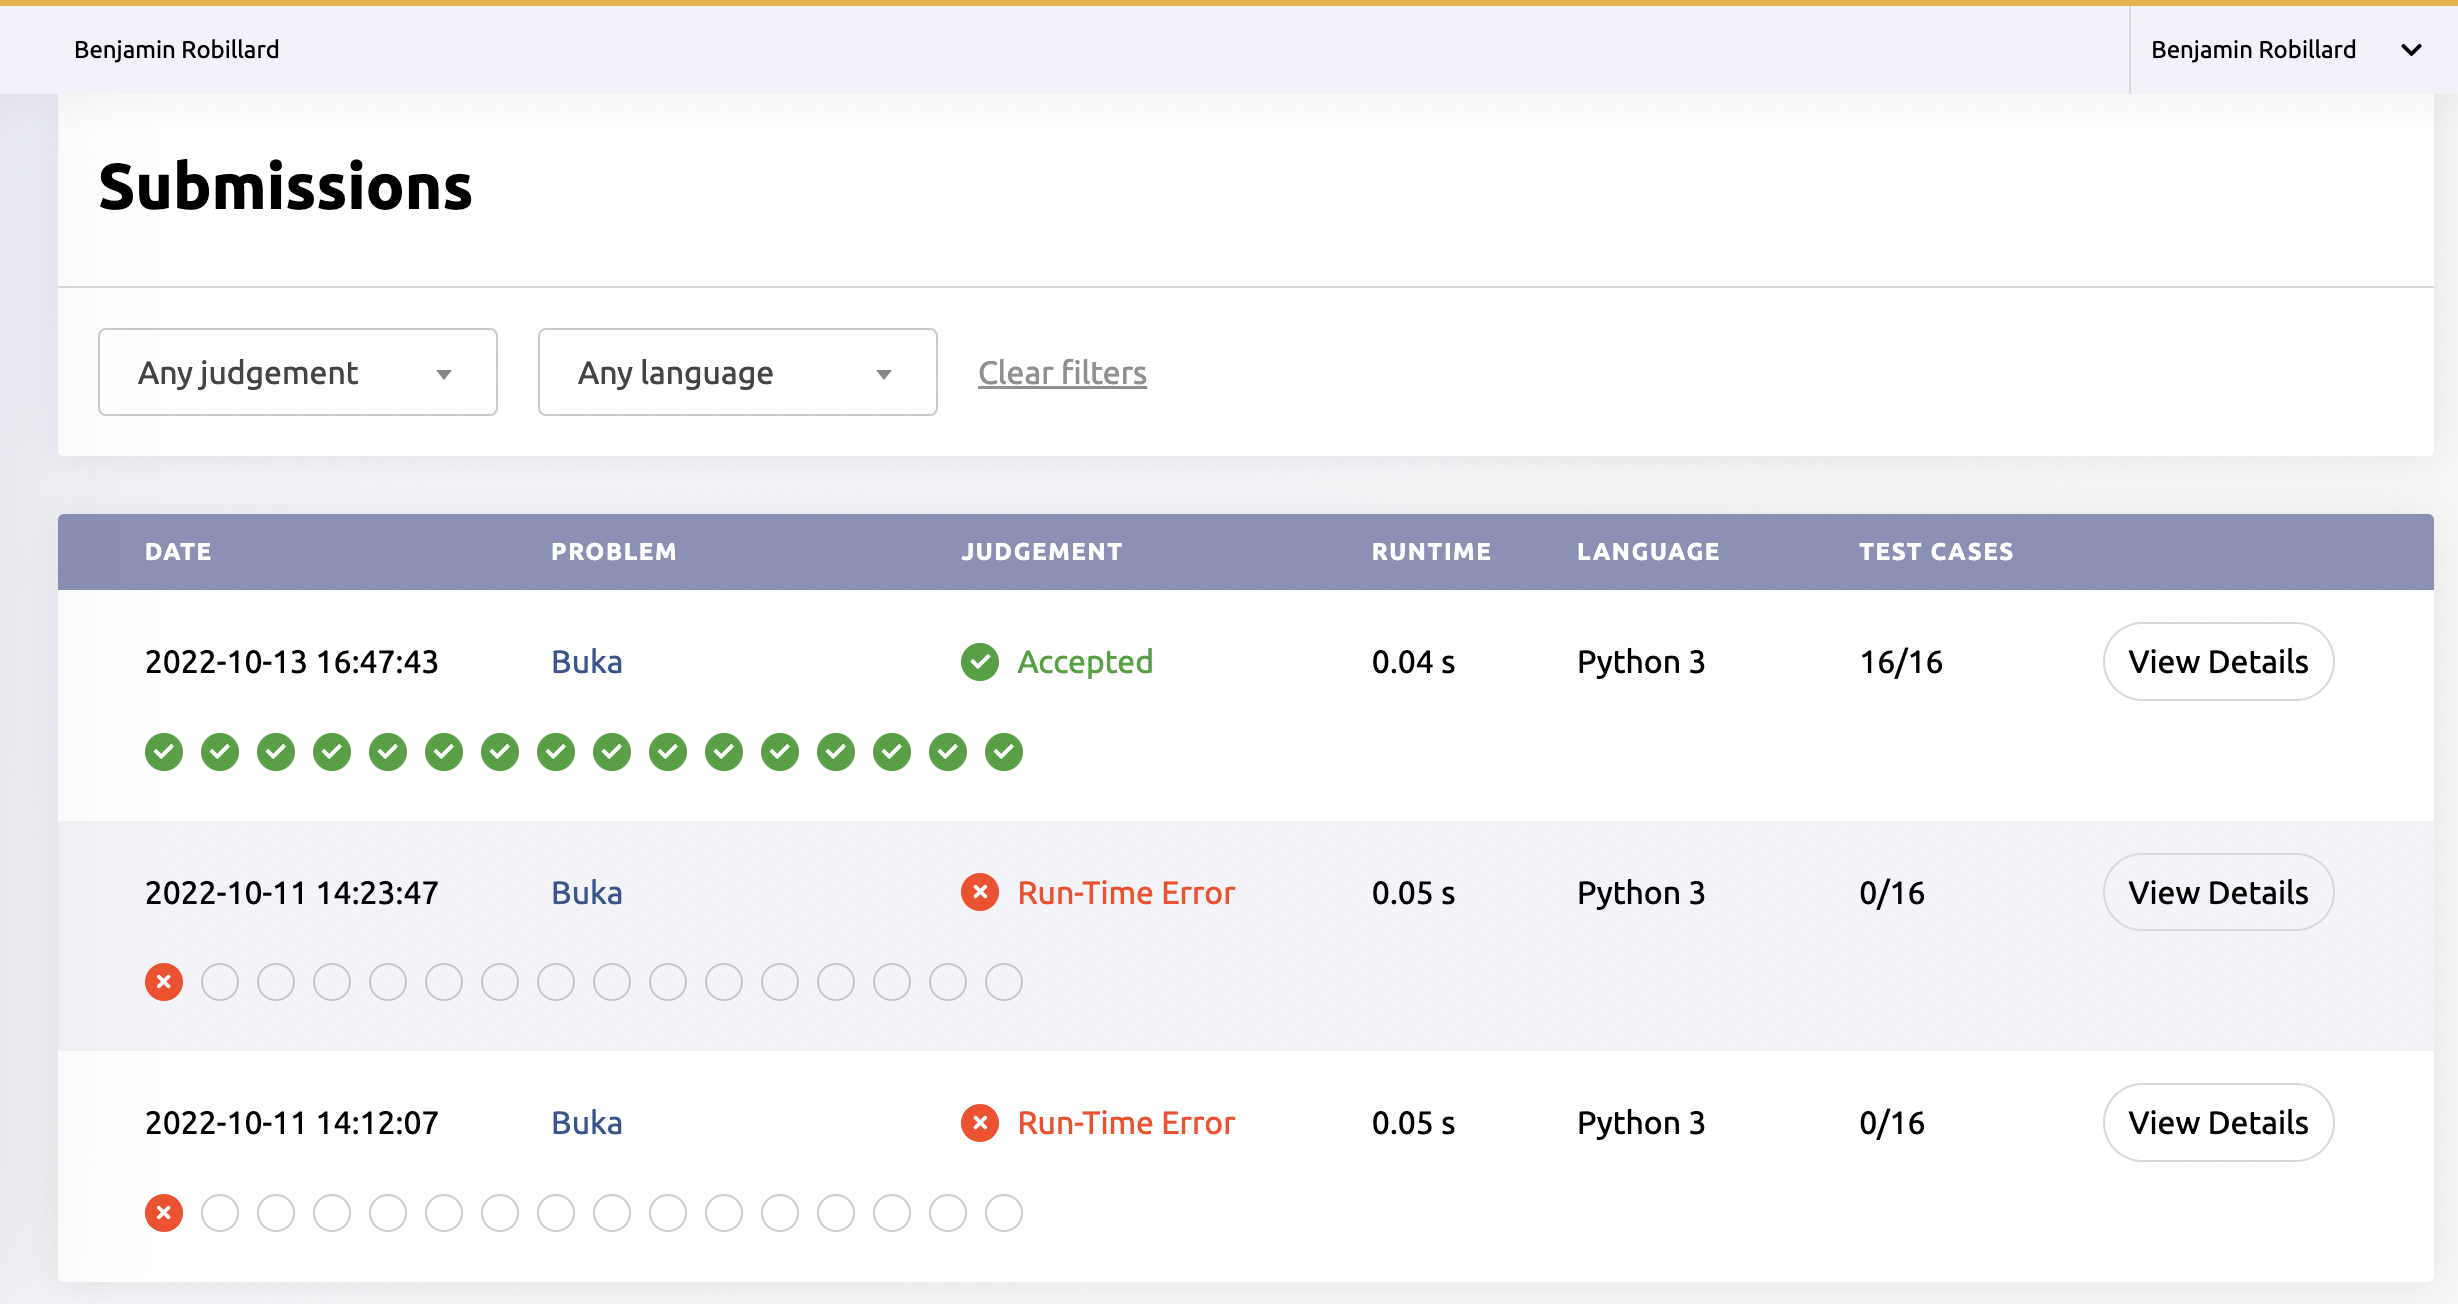 Benjamin Robillard Benjamin Robillard
Submissions
Any judgement Any language Clear filters
DATE PROBLEM JUDGEMENT RUNTIME LANGUAGE TEST CASES
2022-10-13 16:47:43 Buka Accepted 0.04 s Python 3 16/16 View Details
2022-10-11 14:23:47 Buka Run-Time Error 0.05 s Python 3 0/16 View Details
2022-10-11 14:12:07 Buka Run-Time Error 0.05 s Python 3 0/16 View Details